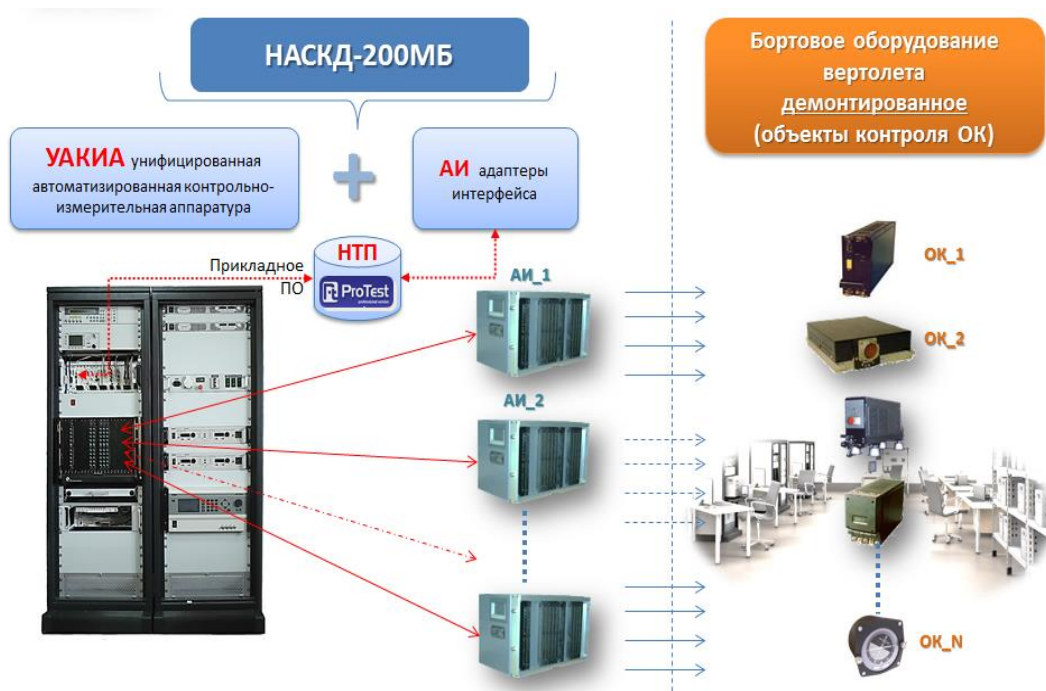 НАСКД-200МБ
Бортовое оборудование
вертолета
демонтированное
(объекты контроля ОК)
УАКИА унифицированная
автоматизированная контрольно-
измерительная аппаратура
АИ адаптеры
интерфейса
Прикладное
ПО
НТП
ProTest
АИ_1
АИ_2
ОК_1
ОК_2
ОК_N